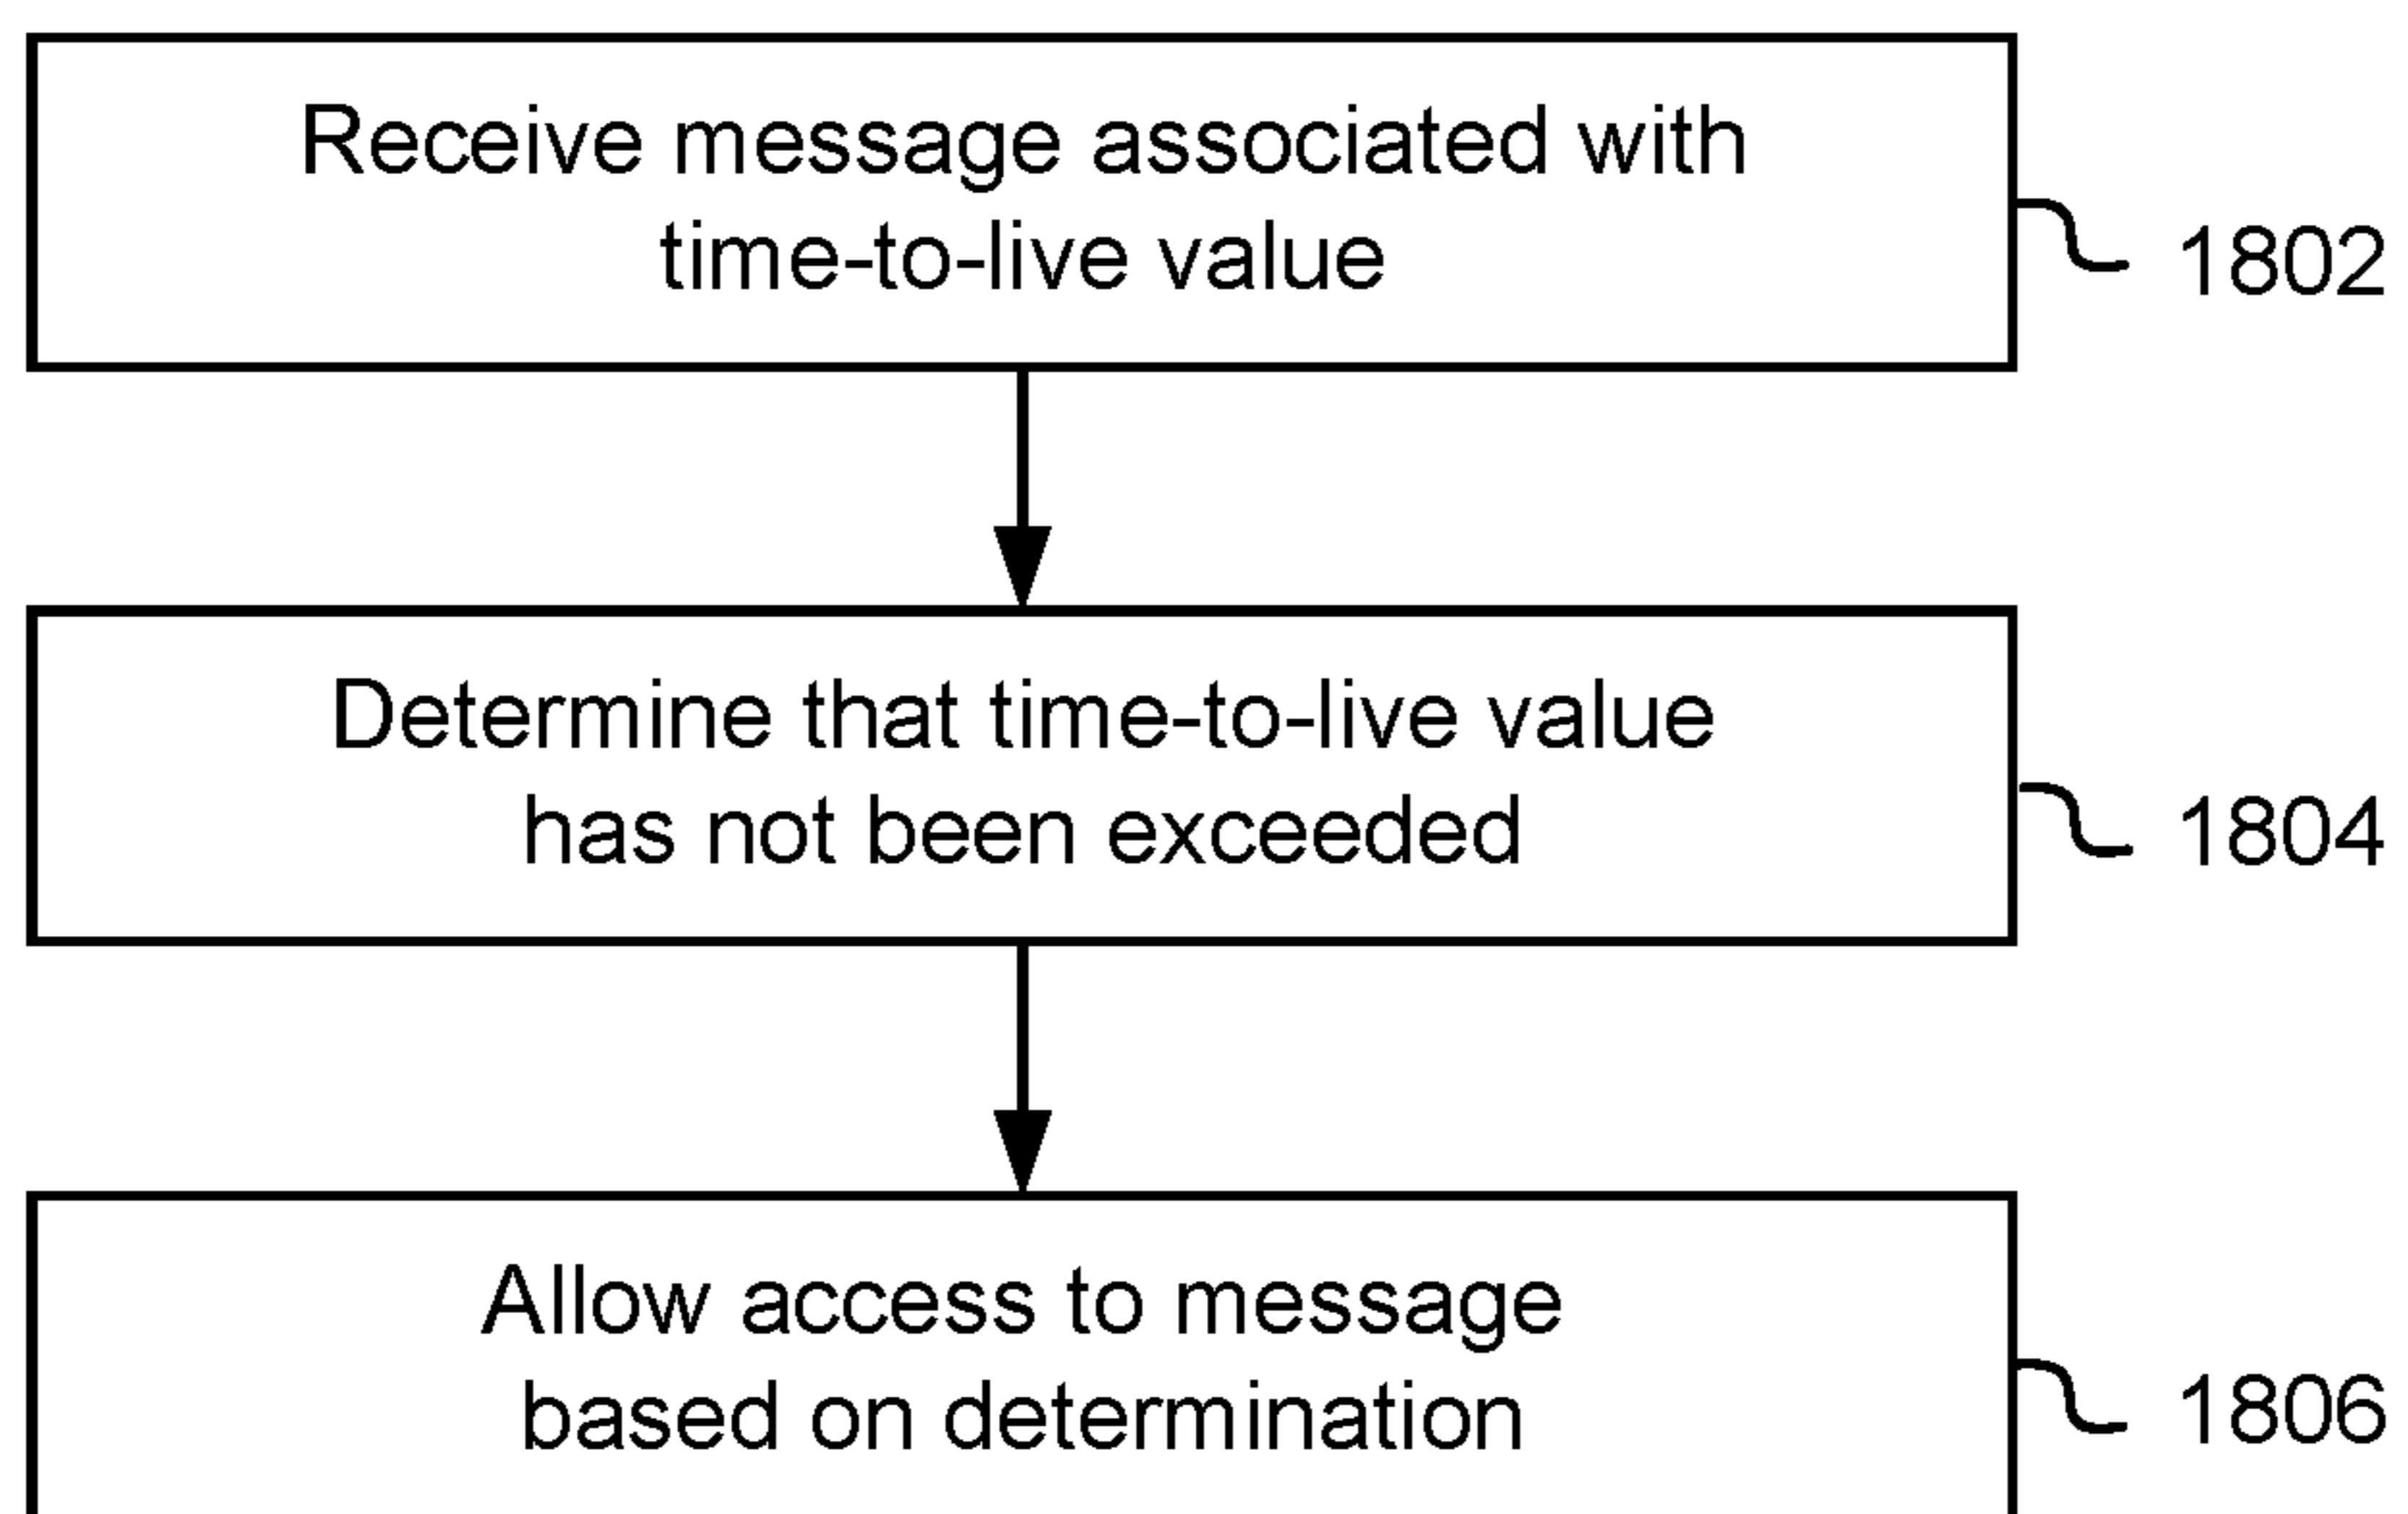 Receive message associated with
time-to-live value
1802
Determine that time-to-live value
has not been exceeded
1804
Allow access to message
based on determination
1806